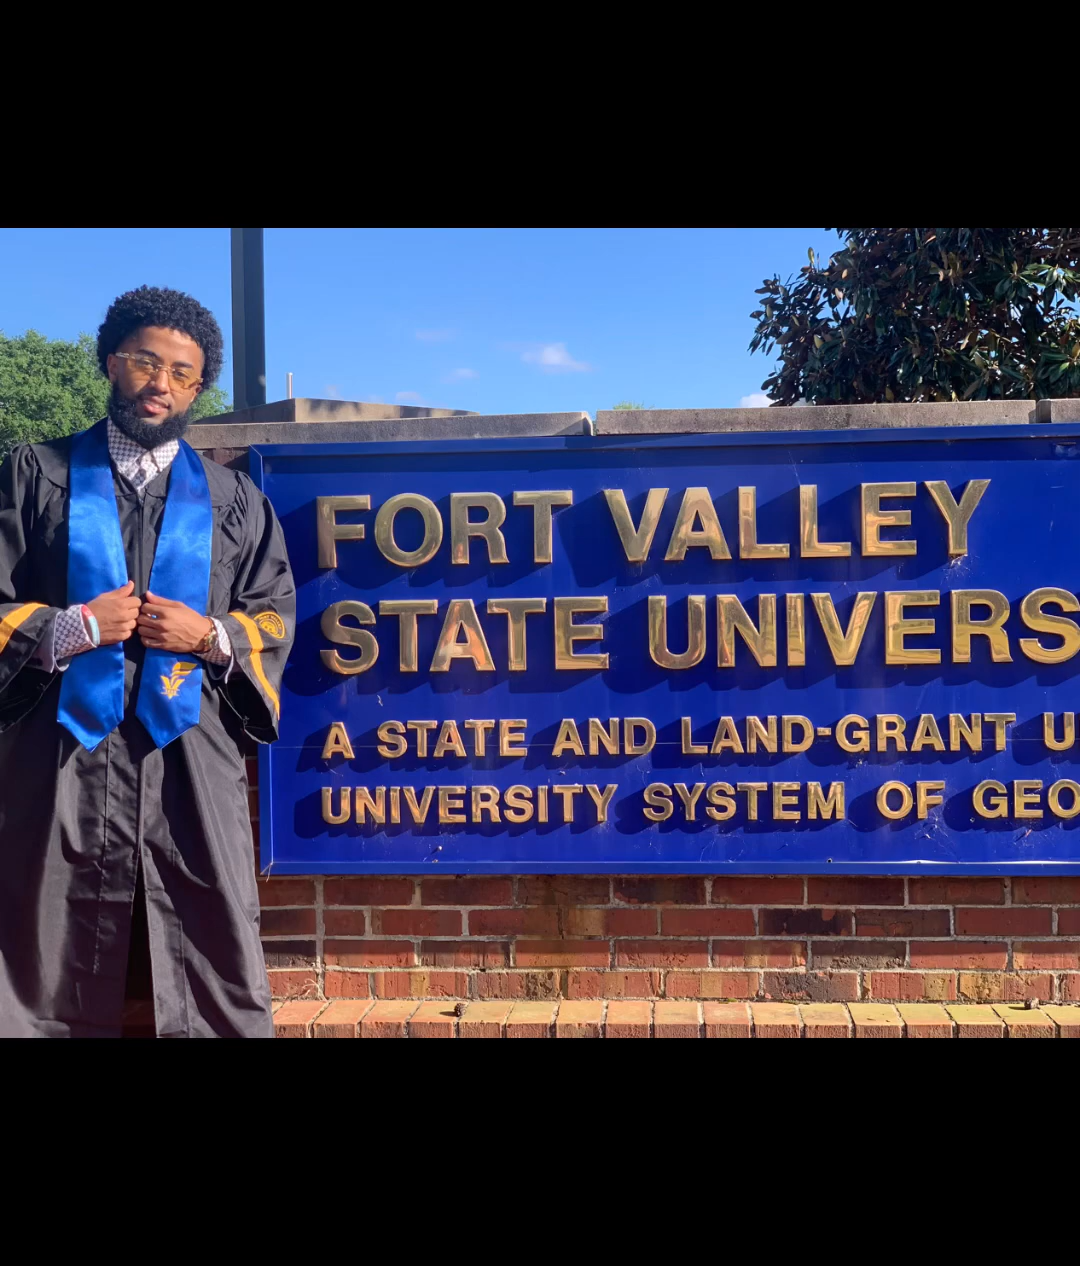 FORT VALLEY
STATE UNIVERS
A STATE AND LAND-GRANT U
UNIVERSITY SYSTEM OF GEO